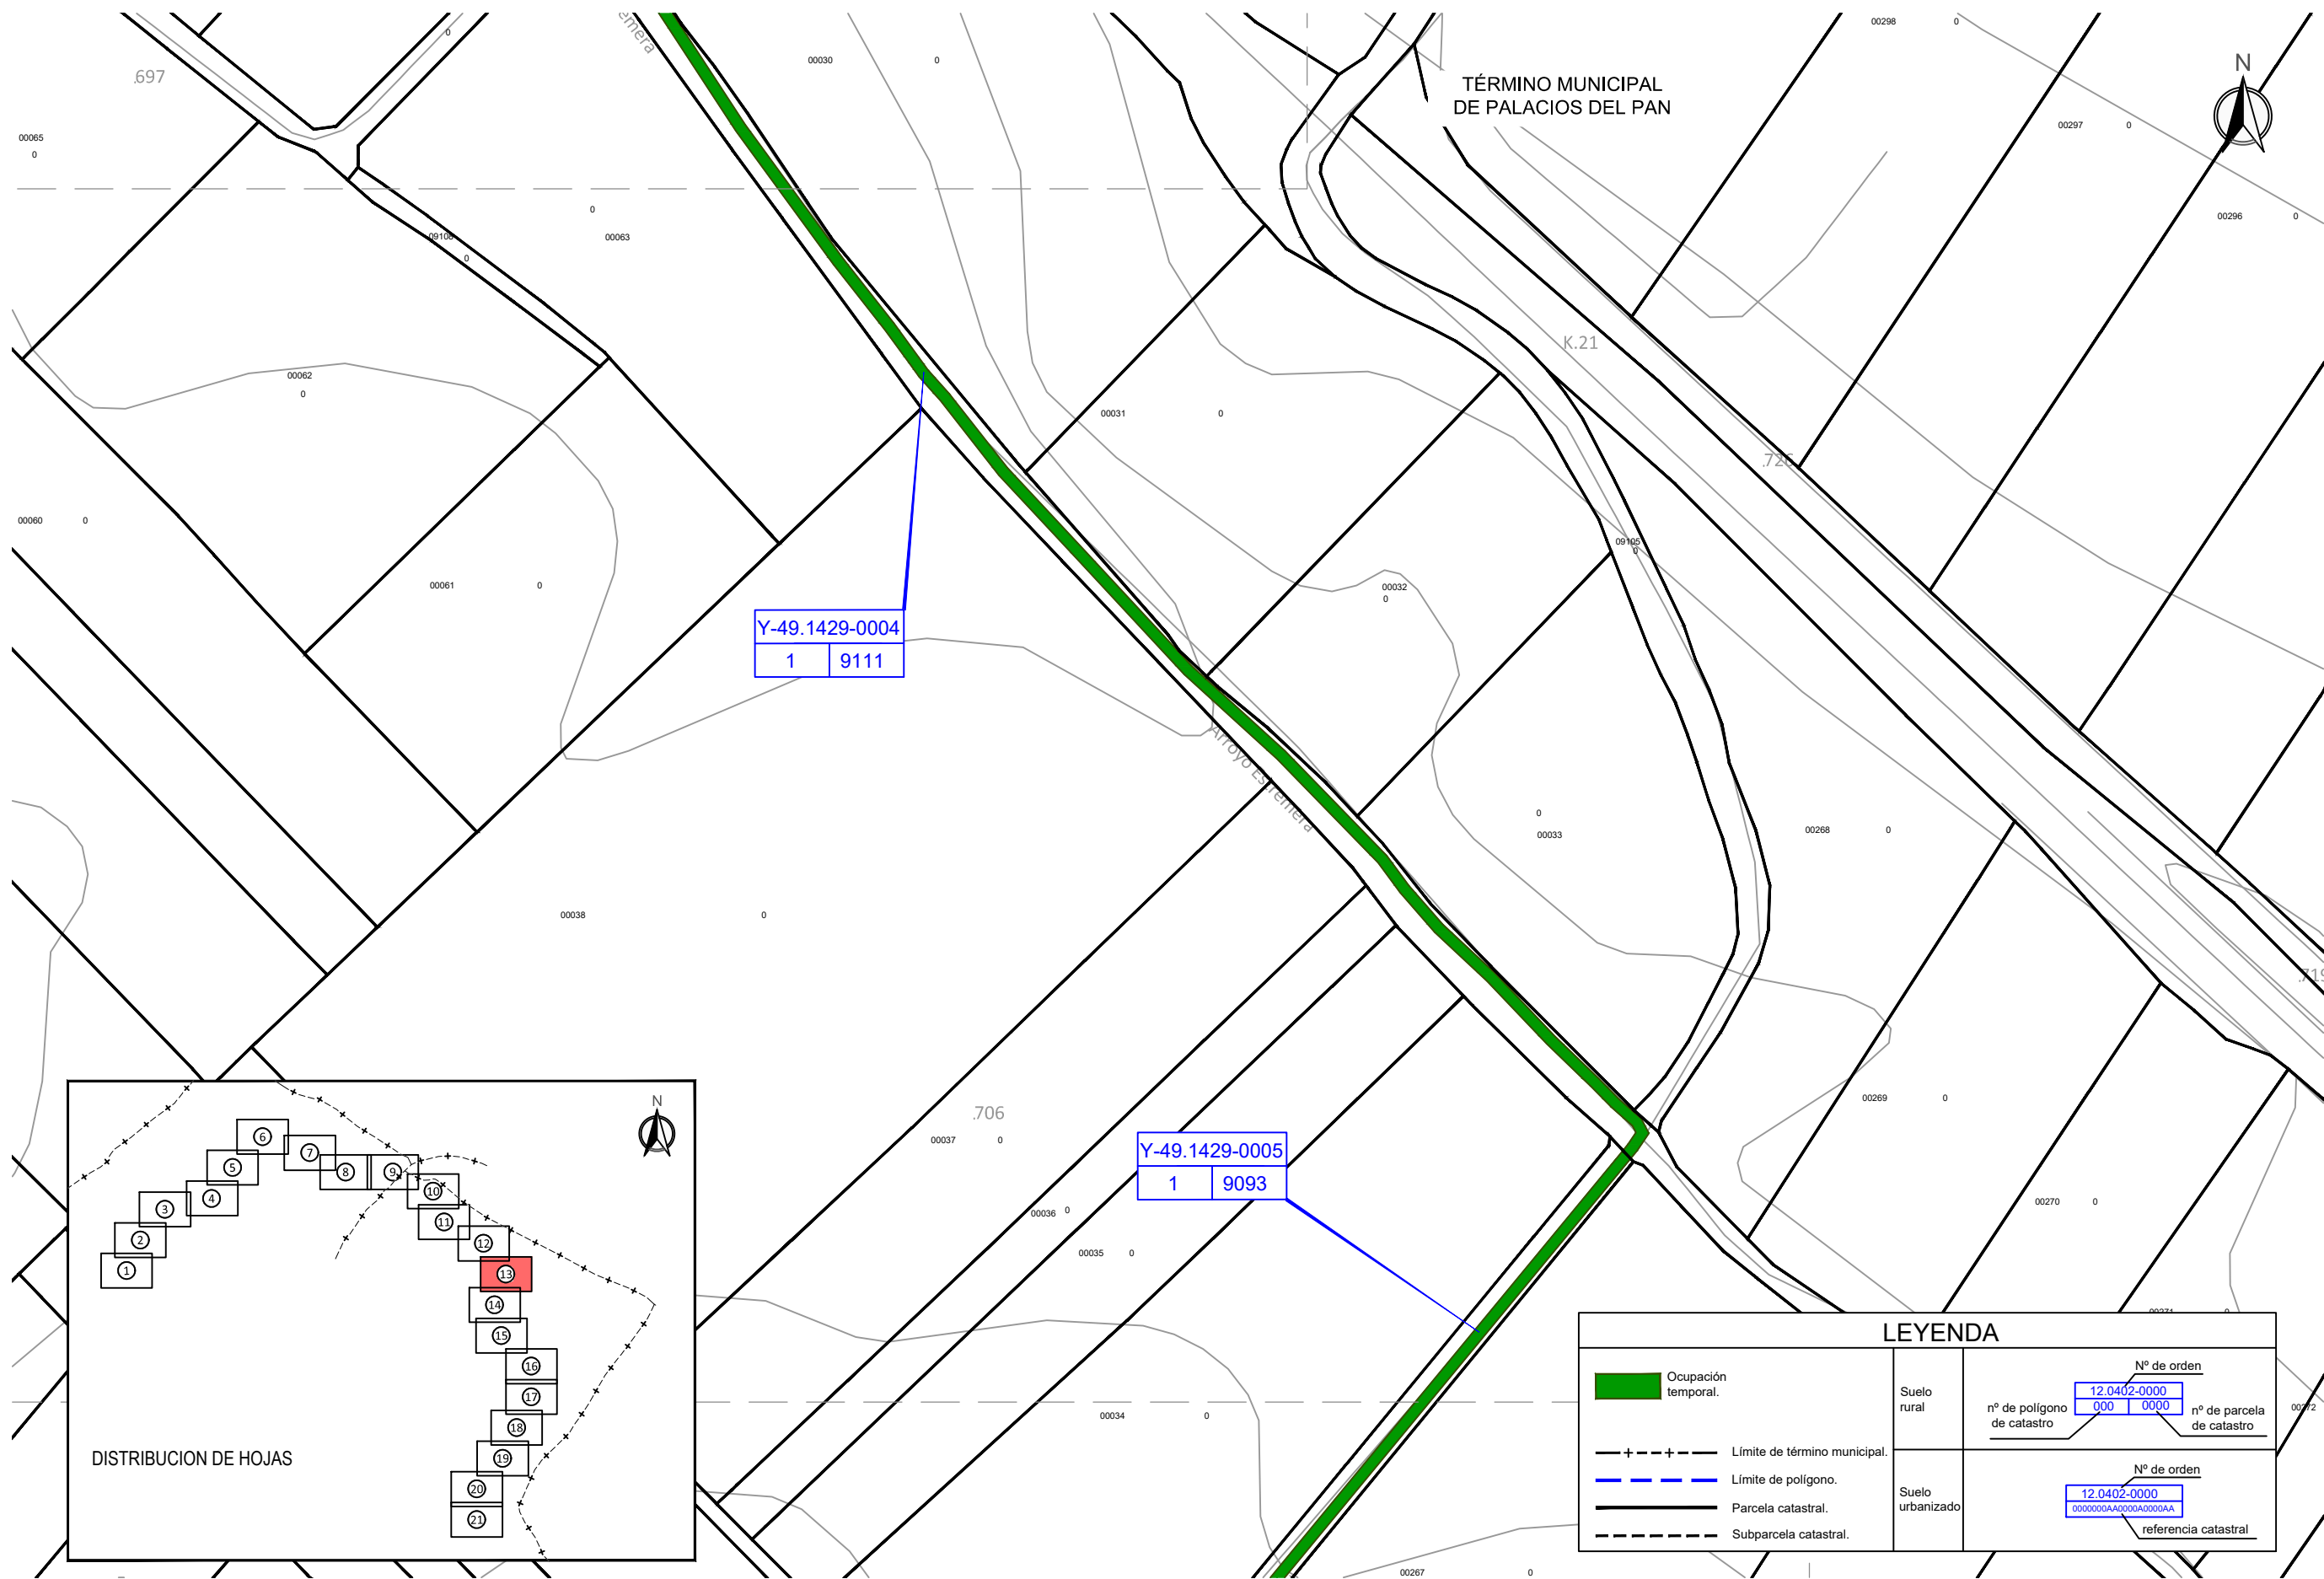 00298 0
emera
.697
0
00030 0
TÉRMINO MUNICIPAL
DE PALACIOS DEL PAN
N
00065
0
00297 0
00296 0
0
00063
0
K.21
00062
0
00031 0
.726
00060 0
09105
0
00061 0
00032
0
Y-49.1429-0004
1 9111
Arroyo Estremera
0
00033
00268 0
00038 0
.719
.706
00037 0
00269 0
Y-49.1429-0005
1 9093
00036 0
00035 0
00270 0
00034 0
00272
00267 0
N
6
7
5
8
9
4
10
3
11
2
12
1
13
14
15
16
17
18
19
20
21
DISTRIBUCION DE HOJAS
LEYENDA
Ocupación
temporal.
Límite de término municipal.
Límite de polígono.
Parcela catastral.
Subparcela catastral.
Suelo
rural
Nº de orden
12.0402-0000
000 0000
nº de polígono
de catastro
nº de parcela
de catastro
Suelo
urbanizado
Nº de orden
12.0402-0000
0000000AA0000A0000AA
referencia catastral